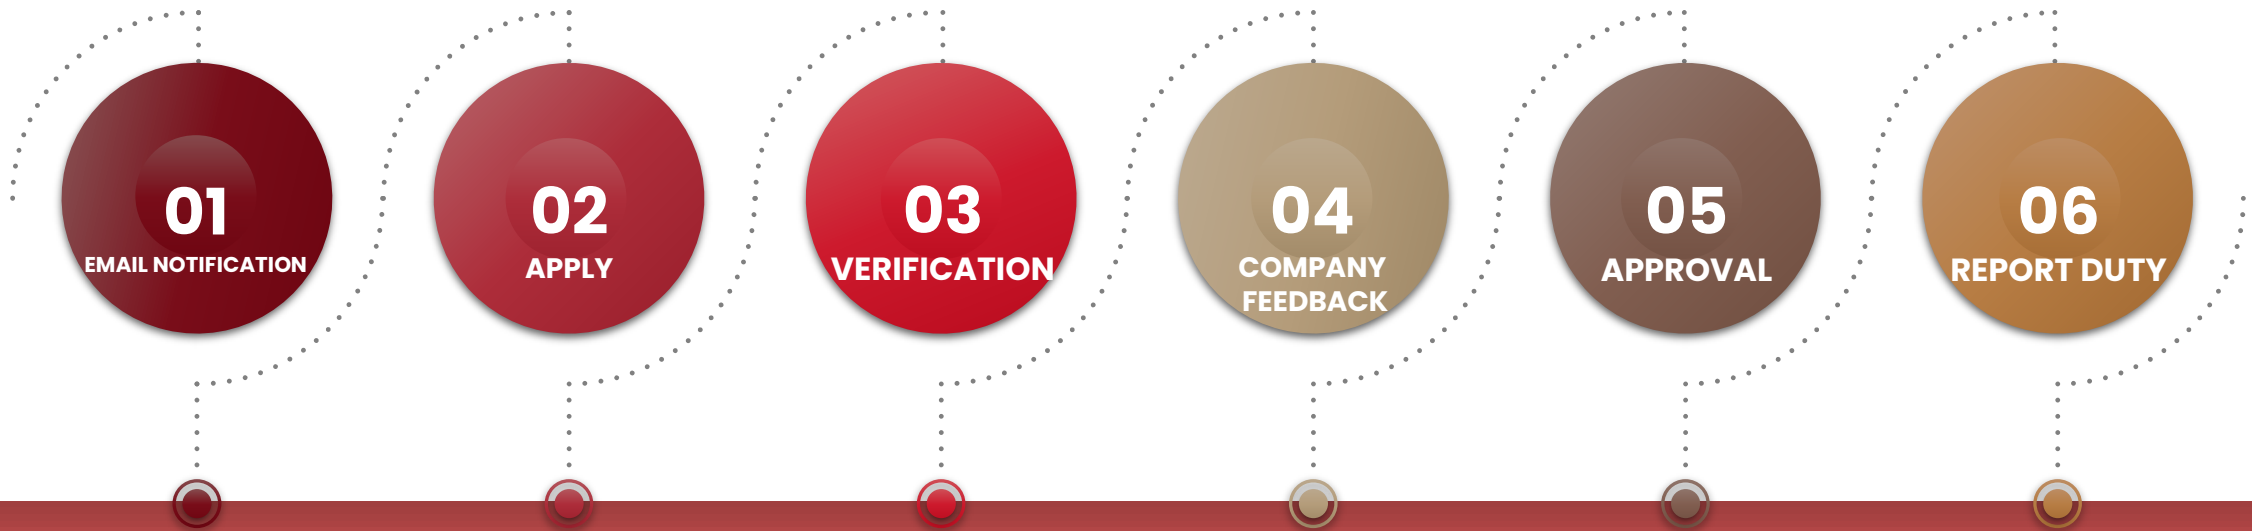 01
EMAIL NOTIFICATION
02
APPLY
03
VERIFICATION
04
COMPANY
FEEDBACK
05
APPROVAL
06
REPORT DUTY